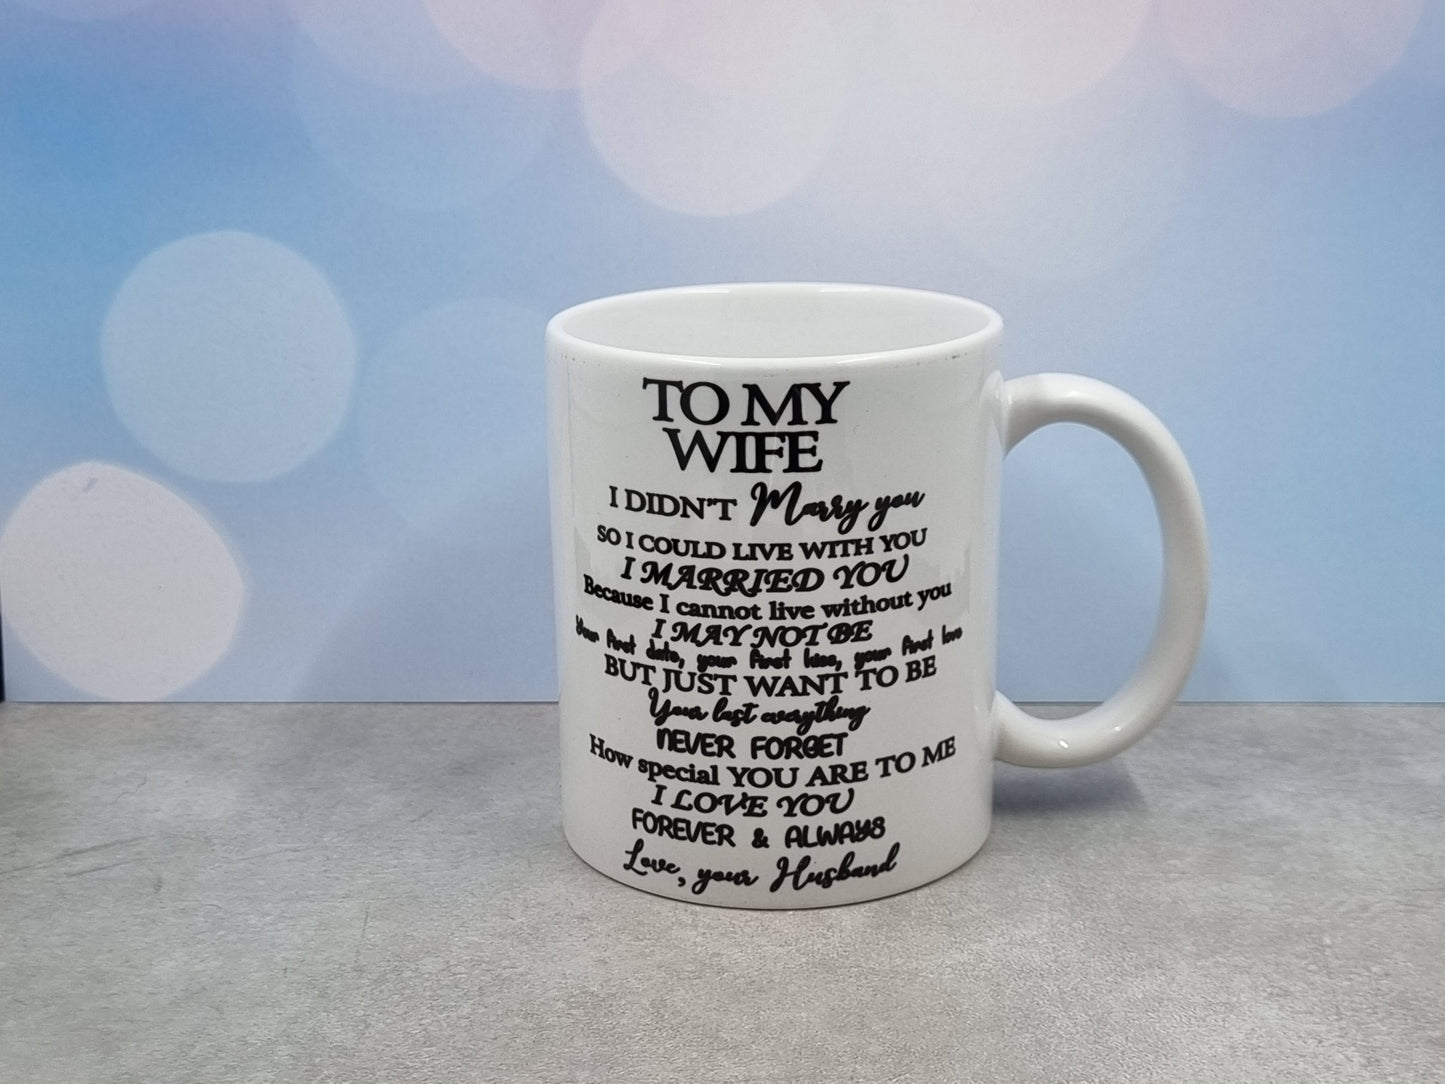 TO MY
WIFE
I DIDN'T Marry you
SO I COULD LIVE WITH YOU
I MARRIED YOU
Because I cannot live without you
I MAY NOT BE
Your first date, your first kiss, your first love
BUT JUST WANT TO BE
Your last everything
NEVER FORGET
How special YOU ARE TO ME
I LOVE YOU
FOREVER & ALWAYS
Love, your Husband